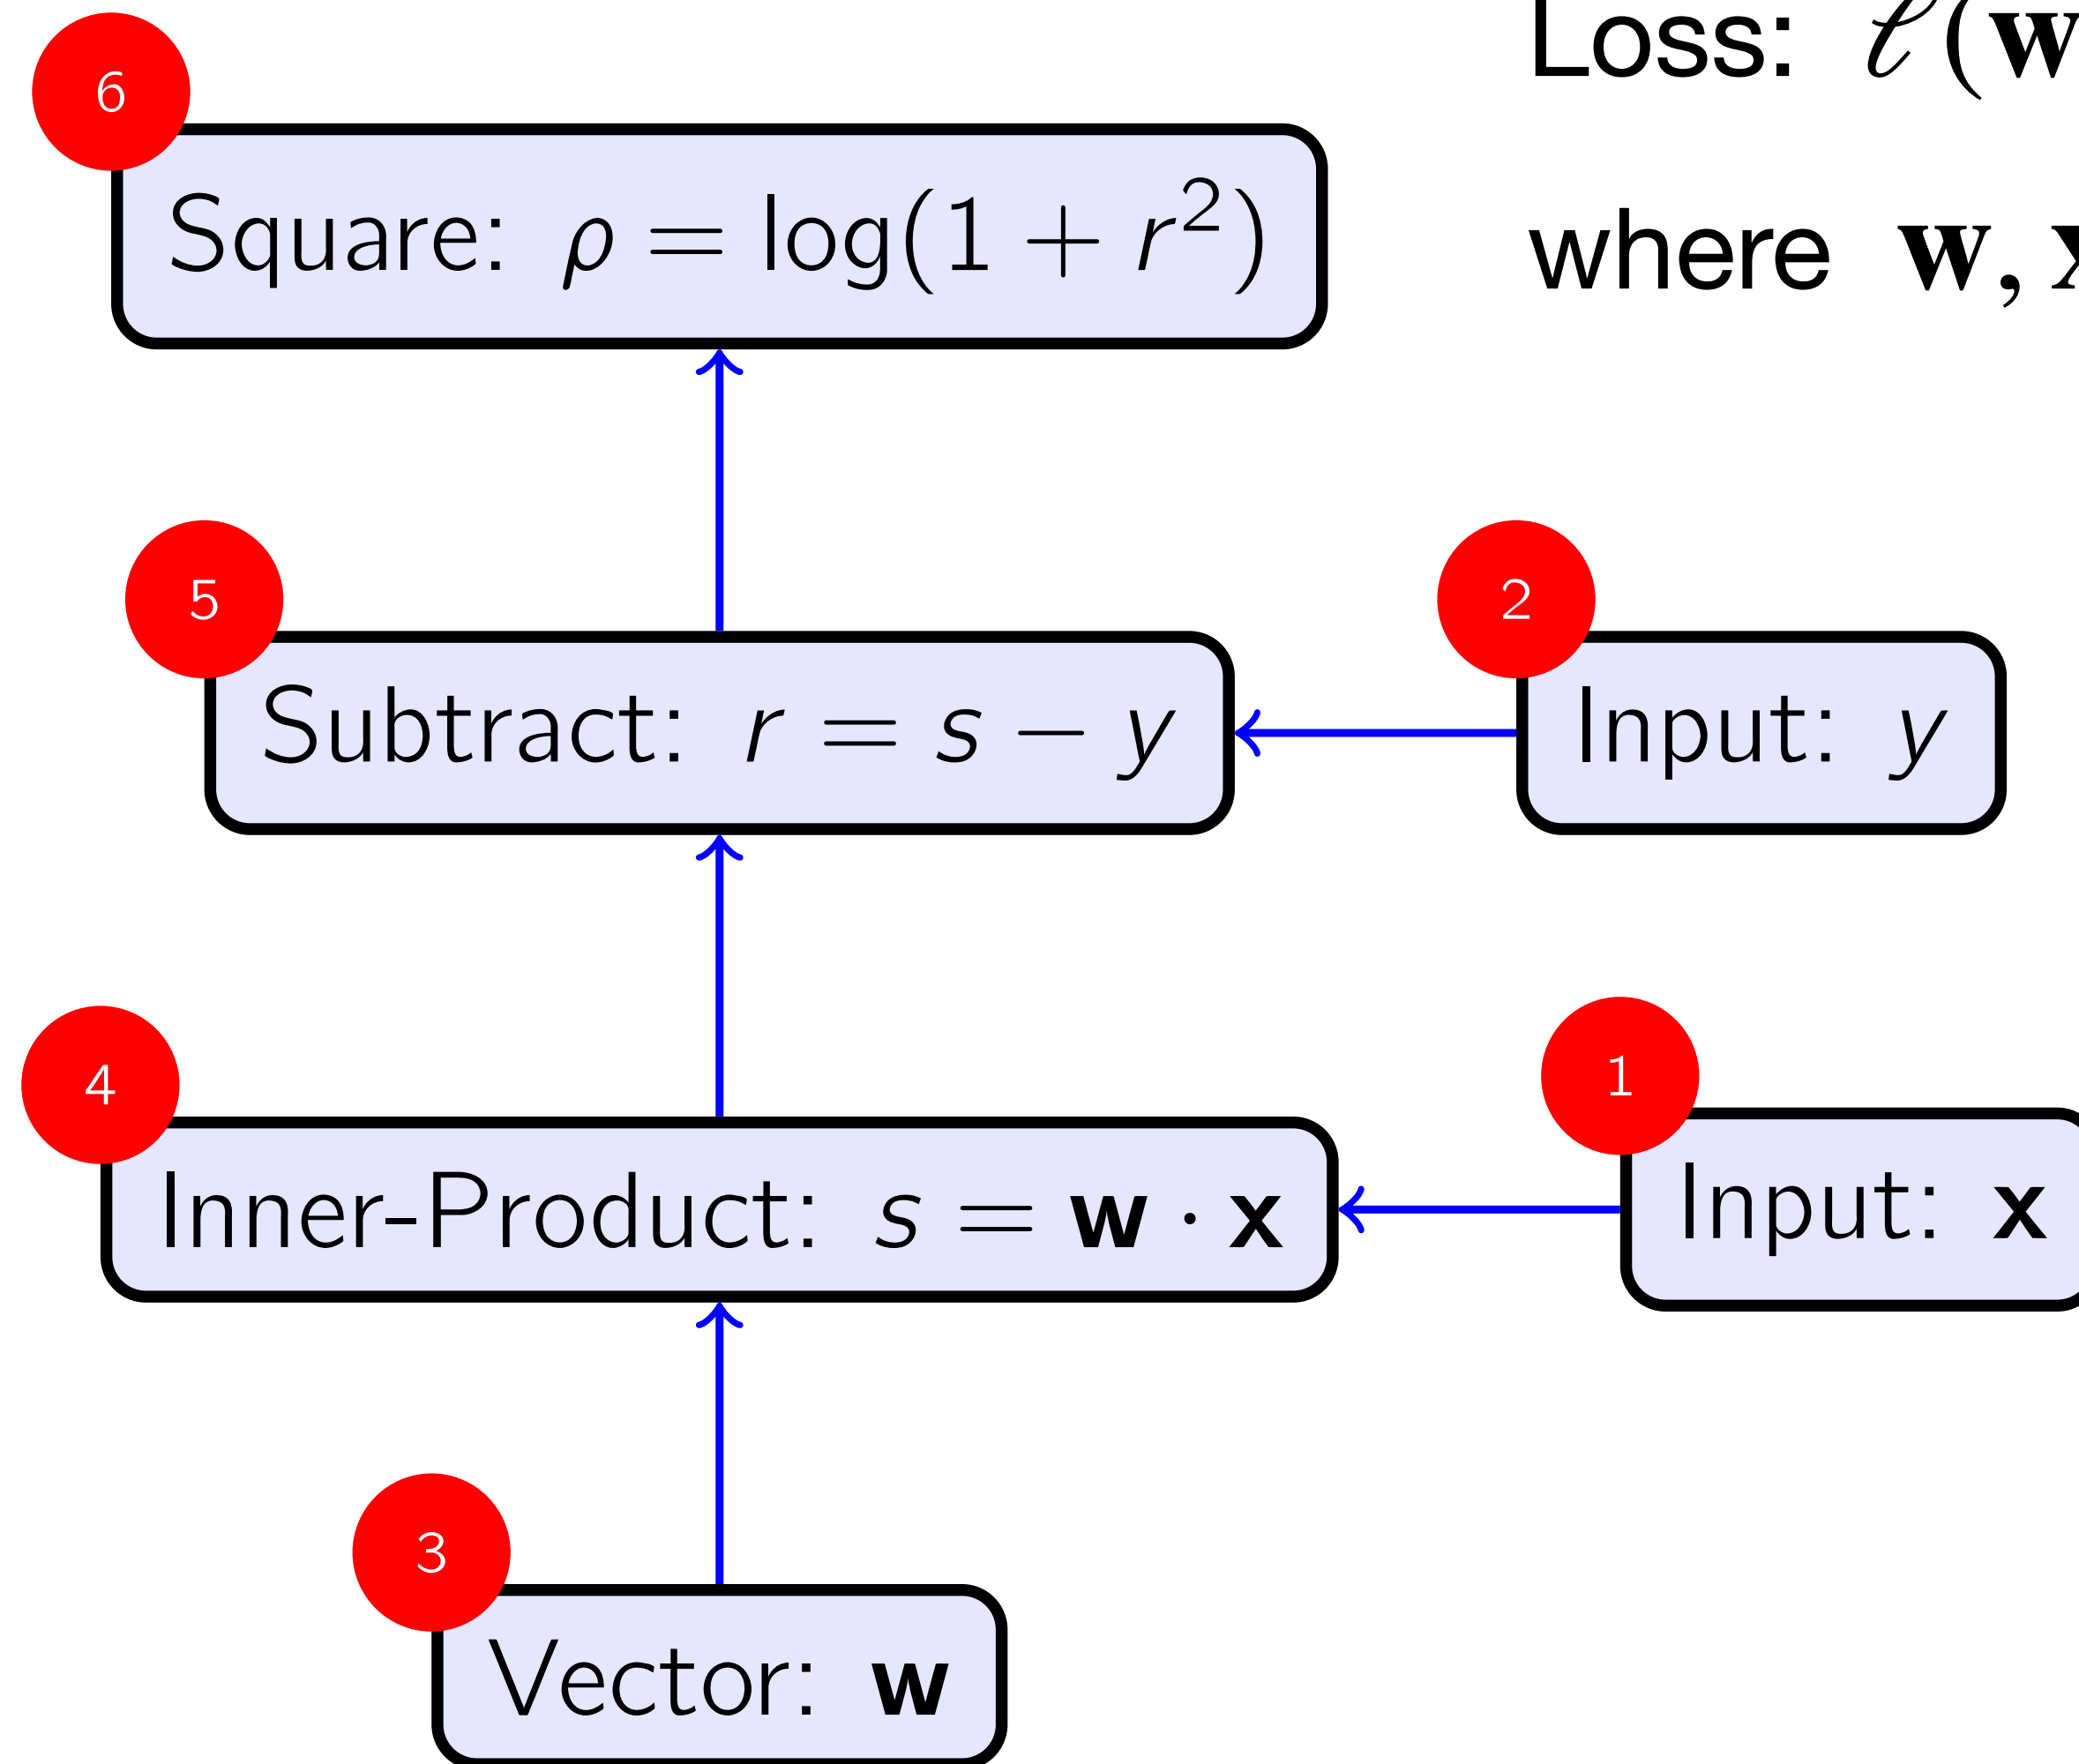 Loss: ℓ(w
6
Square: ρ = log(1 + r²)
where w, x
5
Subtract: r = s − y
2
Input: y
4
Inner-Product: s = w · x
1
Input: x
3
Vector: w